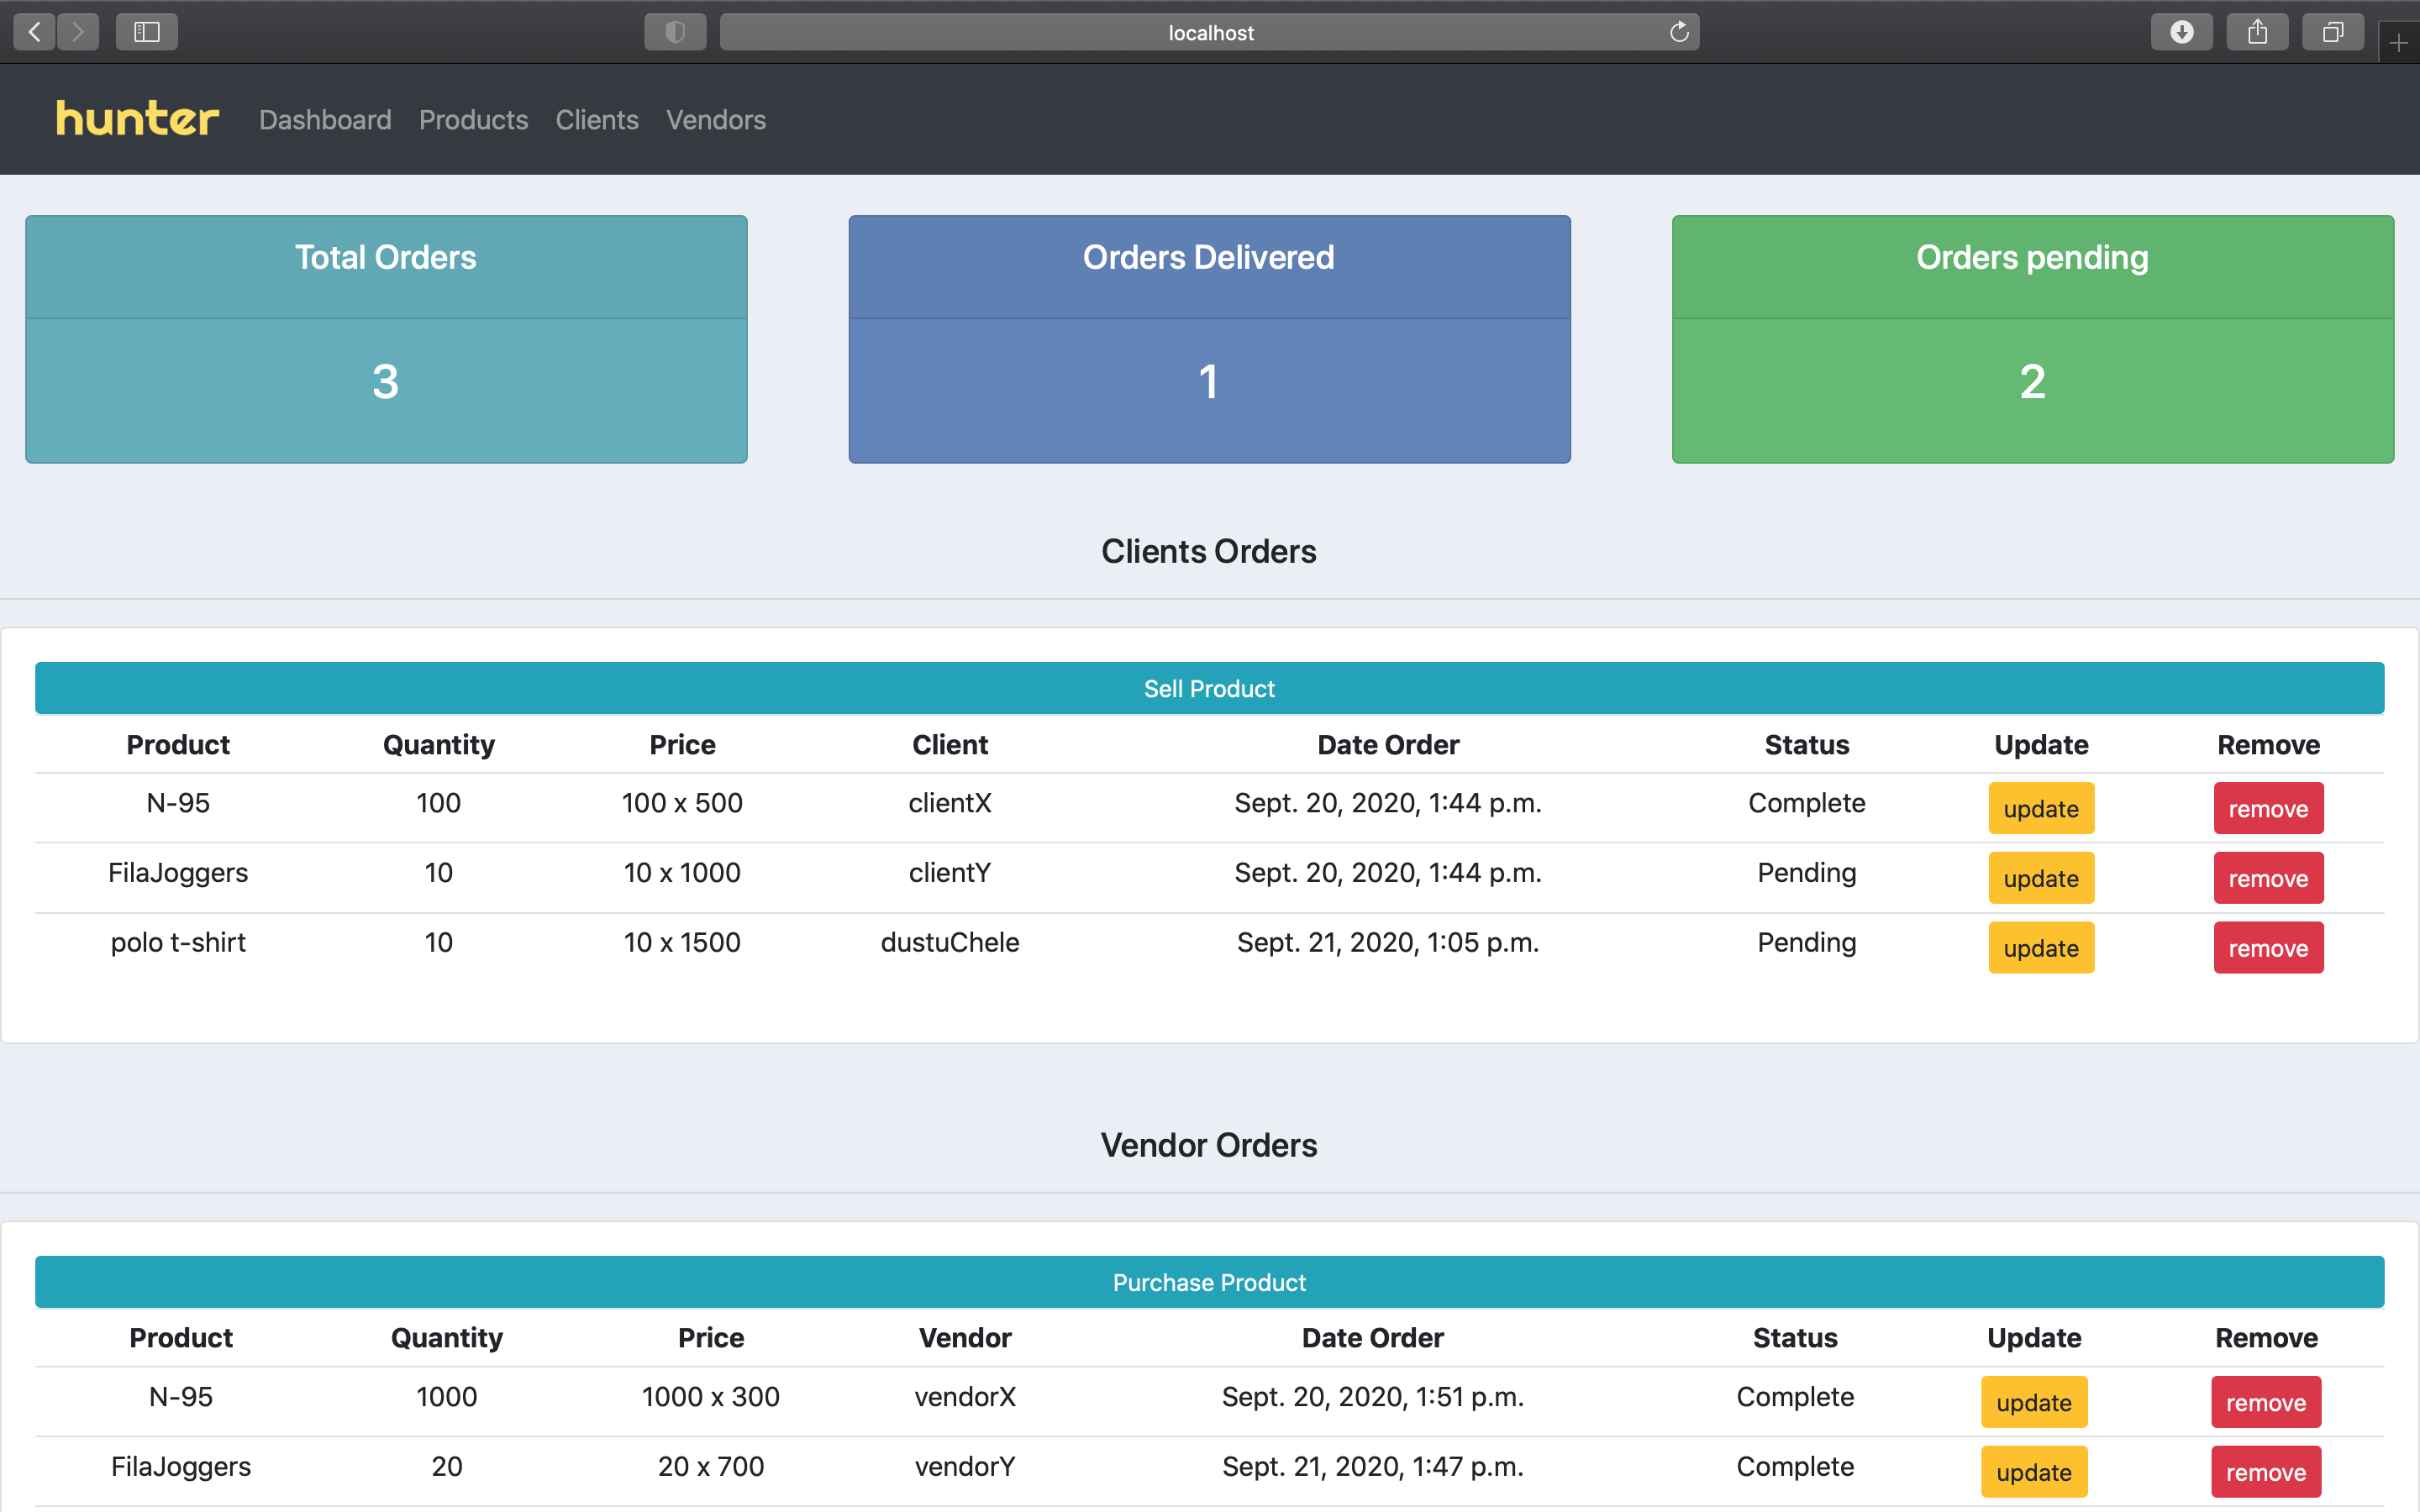 localhost
hunter Dashboard Products Clients Vendors
Total Orders Orders Delivered Orders pending
3 1 2
Clients Orders
Sell Product
Product Quantity Price Client Date Order Status Update Remove
N-95 100 100 x 500 clientX Sept. 20, 2020, 1:44 p.m. Complete update remove
FilaJoggers 10 10 x 1000 clientY Sept. 20, 2020, 1:44 p.m. Pending update remove
polo t-shirt 10 10 x 1500 dustuChele Sept. 21, 2020, 1:05 p.m. Pending update remove
Vendor Orders
Purchase Product
Product Quantity Price Vendor Date Order Status Update Remove
N-95 1000 1000 x 300 vendorX Sept. 20, 2020, 1:51 p.m. Complete update remove
FilaJoggers 20 20 x 700 vendorY Sept. 21, 2020, 1:47 p.m. Complete update remove